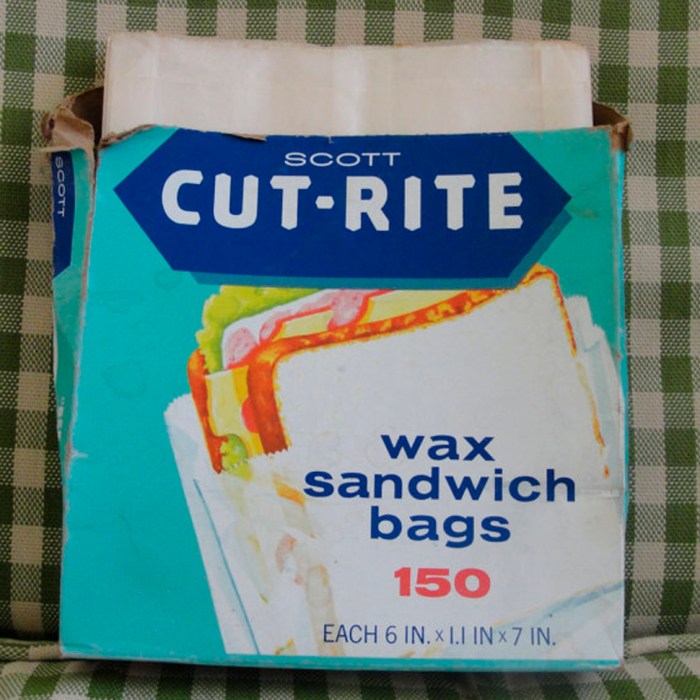 SCOTT
CUT-RITE
SCOTT
wax
sandwich
bags
150
EACH 6 IN. x 1.1 IN x 7 IN.